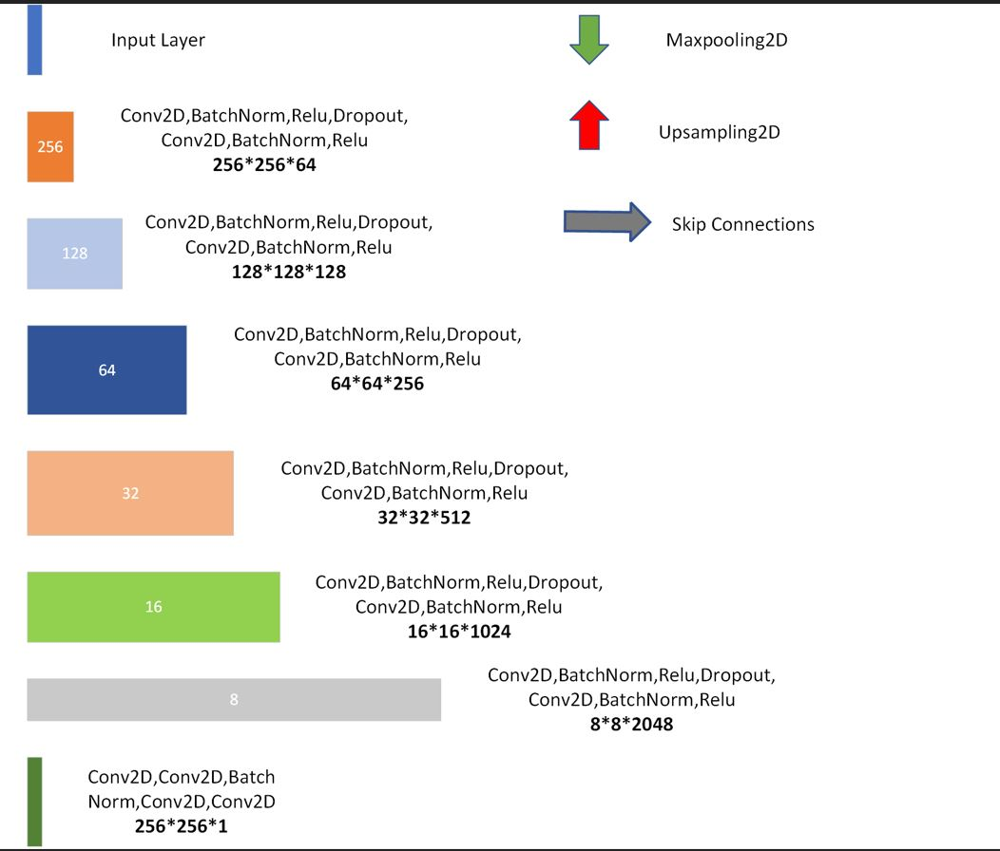 Input Layer
Maxpooling2D
256
Conv2D,BatchNorm,Relu,Dropout,
Conv2D,BatchNorm,Relu
256*256*64
Upsampling2D
128
Conv2D,BatchNorm,Relu,Dropout,
Conv2D,BatchNorm,Relu
128*128*128
Skip Connections
64
Conv2D,BatchNorm,Relu,Dropout,
Conv2D,BatchNorm,Relu
64*64*256
32
Conv2D,BatchNorm,Relu,Dropout,
Conv2D,BatchNorm,Relu
32*32*512
16
Conv2D,BatchNorm,Relu,Dropout,
Conv2D,BatchNorm,Relu
16*16*1024
8
Conv2D,BatchNorm,Relu,Dropout,
Conv2D,BatchNorm,Relu
8*8*2048
Conv2D,Conv2D,Batch
Norm,Conv2D,Conv2D
256*256*1